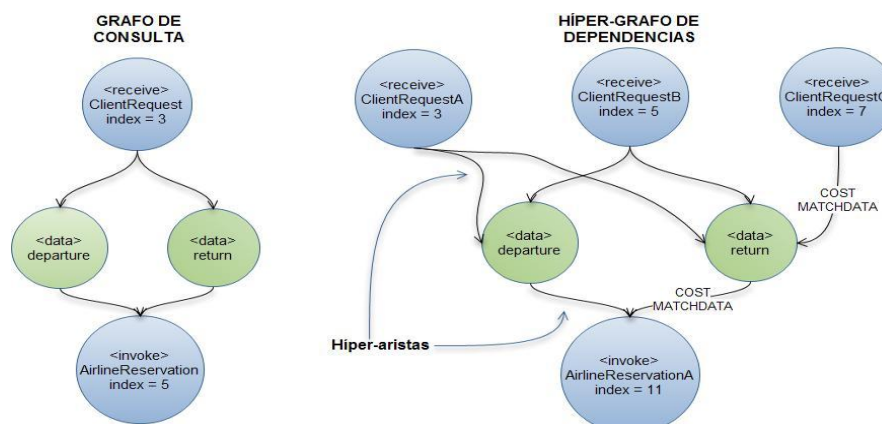 GRAFO DE
CONSULTA
<receive>
ClientRequest
index = 3
<data>
departure
<data>
return
<invoke>
AirlineReservation
index = 5
HÍPER-GRAFO DE
DEPENDENCIAS
<receive>
ClientRequestA
index = 3
<receive>
ClientRequestB
index = 5
<receive>
ClientRequestC
index = 7
COST
MATCHDATA
<data>
departure
<data>
return
COST
MATCHDATA
Híper-aristas
<invoke>
AirlineReservationA
index = 11